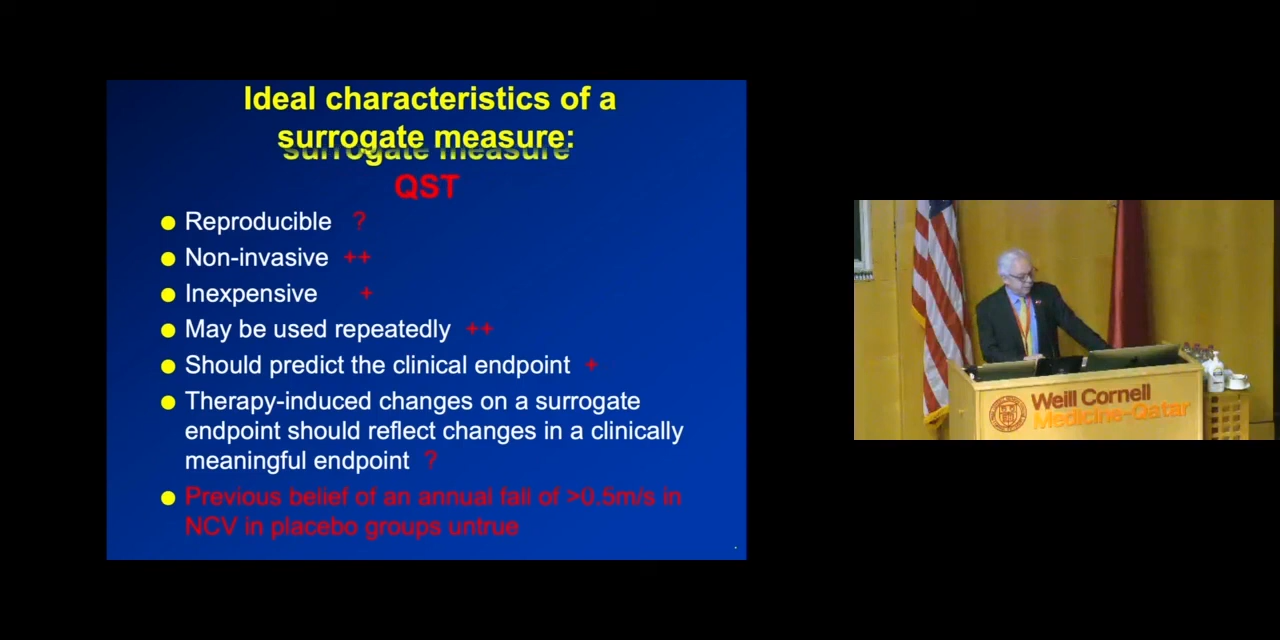 Ideal characteristics of a
surrogate measure:
QST
Reproducible ?
Non-invasive ++
Inexpensive +
May be used repeatedly ++
Should predict the clinical endpoint +
Therapy-induced changes on a surrogate
endpoint should reflect changes in a clinically
meaningful endpoint ?
Previous belief of an annual fall of >0.5m/s in
NCV in placebo groups untrue
Weill Cornell
Medicine-Qatar